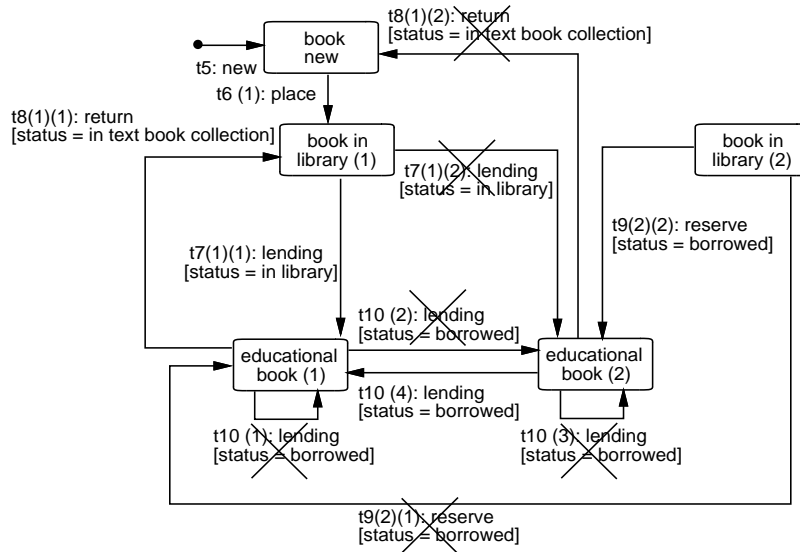 t8(1)(2): return
[status = in text book collection]
book
new
t5: new
t6 (1): place
t8(1)(1): return
[status = in text book collection]
book in
library (1)
book in
library (2)
t7(1)(2): lending
[status = in library]
t9(2)(2): reserve
[status = borrowed]
t7(1)(1): lending
[status = in library]
t10 (2): lending
[status = borrowed]
educational
book (1)
educational
book (2)
t10 (4): lending
[status = borrowed]
t10 (1): lending
[status = borrowed]
t10 (3): lending
[status = borrowed]
t9(2)(1): reserve
[status = borrowed]